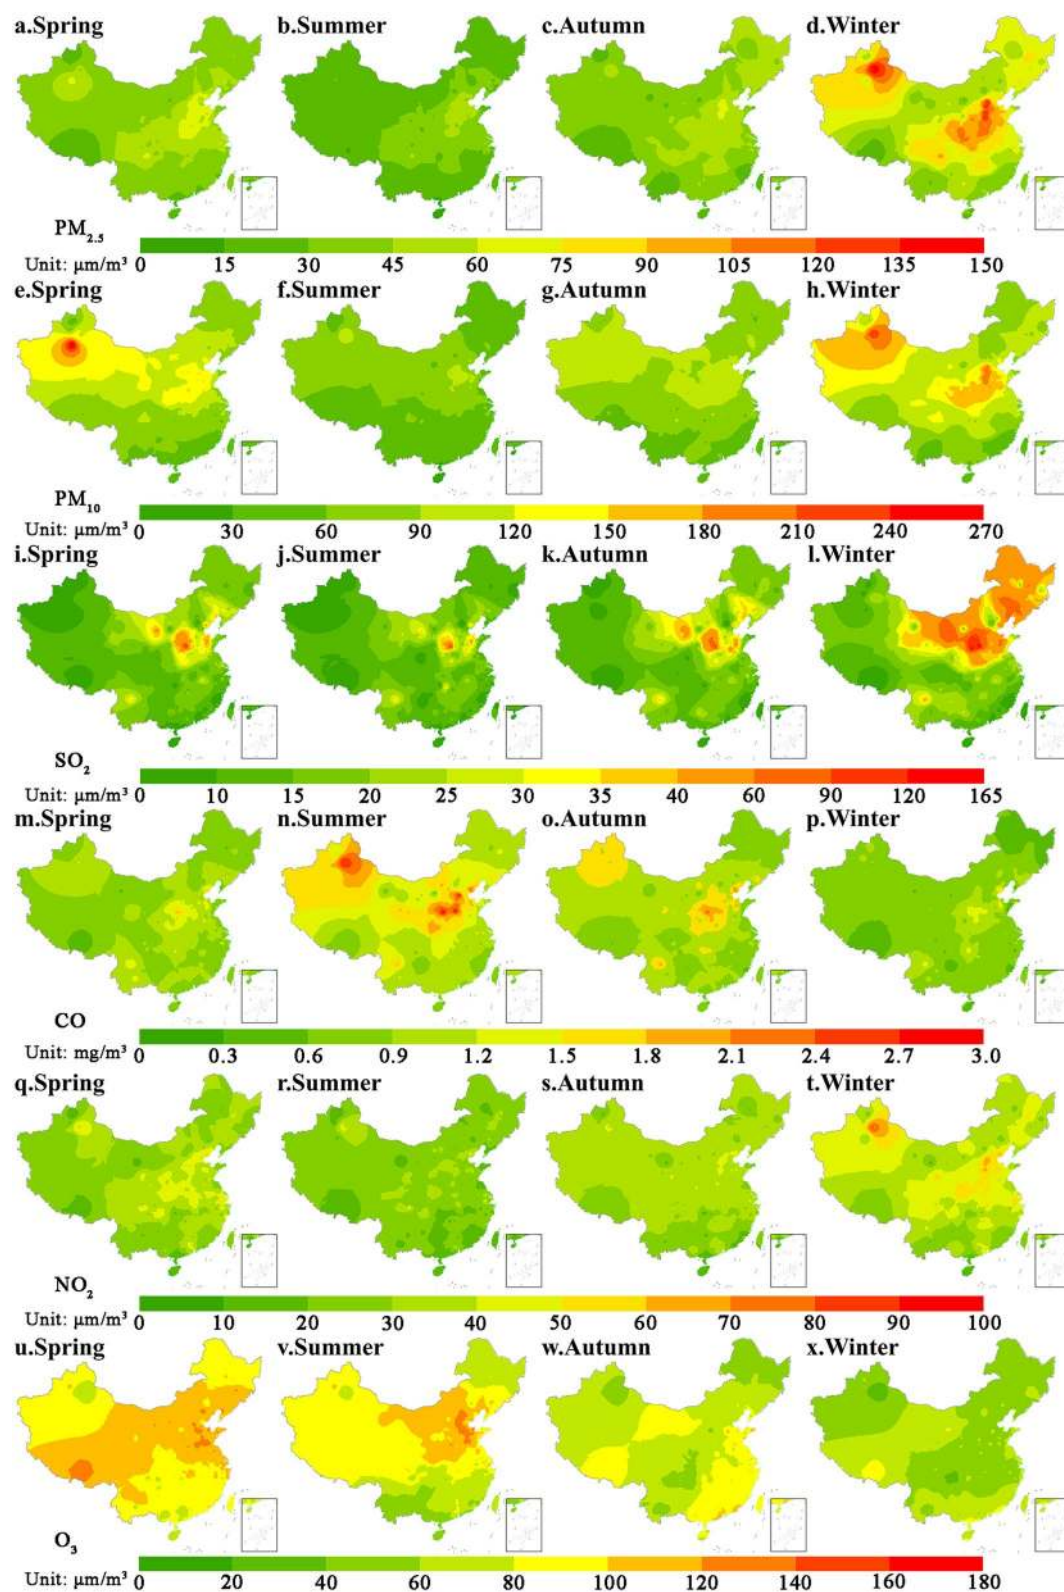 a.Spring b.Summer c.Autumn d.Winter
PM2.5
Unit: μm/m³ 0 15 30 45 60 75 90 105 120 135 150
e.Spring f.Summer g.Autumn h.Winter
PM10
Unit: μm/m³ 0 30 60 90 120 150 180 210 240 270
i.Spring j.Summer k.Autumn l.Winter
SO2
Unit: μm/m³ 0 10 15 20 25 30 35 40 60 90 120 165
m.Spring n.Summer o.Autumn p.Winter
CO
Unit: mg/m³ 0 0.3 0.6 0.9 1.2 1.5 1.8 2.1 2.4 2.7 3.0
q.Spring r.Summer s.Autumn t.Winter
NO2
Unit: μm/m³ 0 10 20 30 40 50 60 70 80 90 100
u.Spring v.Summer w.Autumn x.Winter
O3
Unit: μm/m³ 0 20 40 60 80 100 120 140 160 180